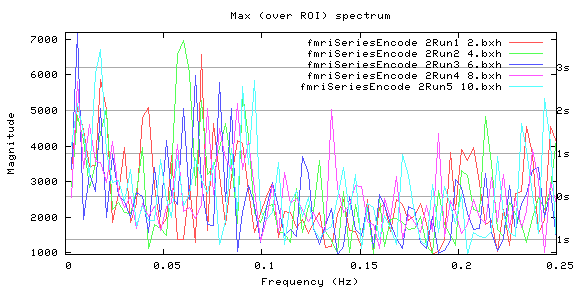 Max (over ROI) spectrum
fmriSeriesEncode 2Run1 2.bxh
fmriSeriesEncode 2Run2 4.bxh
fmriSeriesEncode 2Run3 6.bxh
fmriSeriesEncode 2Run4 8.bxh
fmriSeriesEncode 2Run5 10.bxh
Magnitude
7000
6000
5000
4000
3000
2000
1000
3s
2s
1s
0s
1s
0 0.05 0.1 0.15 0.2 0.25
Frequency (Hz)